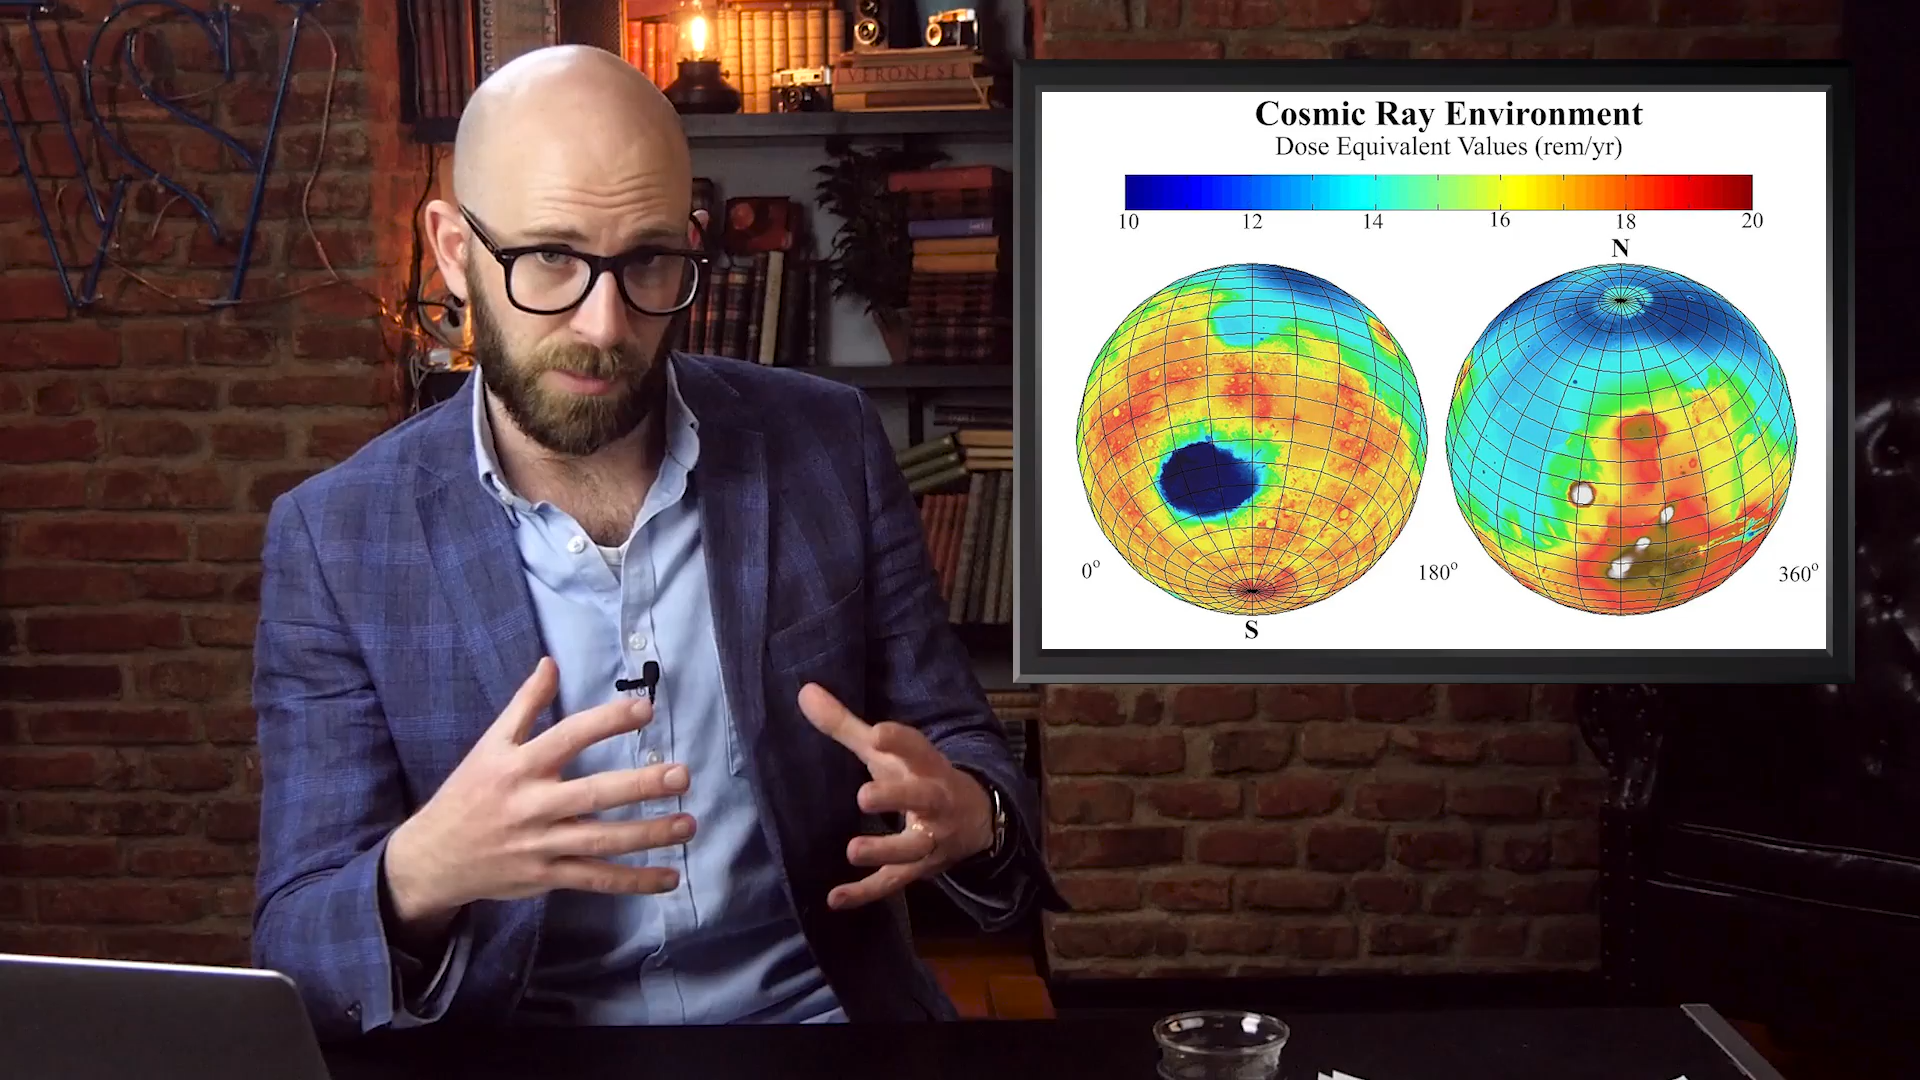 VERONESE
Cosmic Ray Environment
Dose Equivalent Values (rem/yr)
10 12 14 16 18 20
N
0° 180° 360°
S